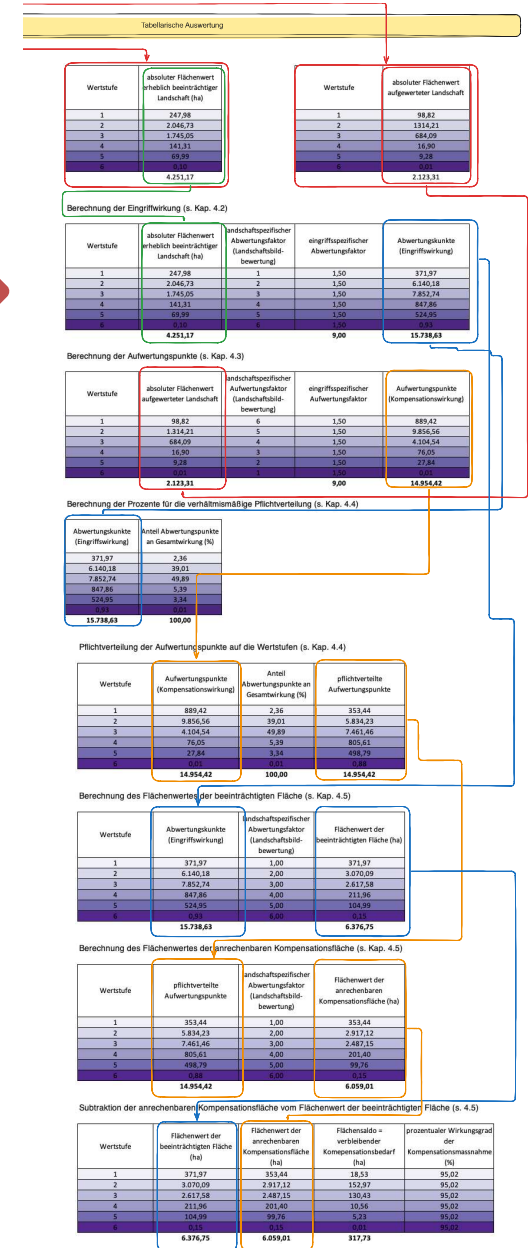 Tabellarische Auswertung
Wertstufe absoluter Flächenwert erheblich beeinträchtiger Landschaft (ha)
1 247,98
2 2.046,73
3 1.745,05
4 141,31
5 69,99
6 0,10
4.251,17
Wertstufe absoluter Flächenwert aufgewerteter Landschaft
1 98,82
2 1314,21
3 684,09
4 16,90
5 9,28
6 0,01
2.123,31
Berechnung der Eingriffwirkung (s. Kap. 4.2)
Wertstufe absoluter Flächenwert erheblich beeinträchtiger Landschaft (ha) landschaftspezifischer Abwertungsfaktor (Landschaftsbild-bewertung) eingriffsspezifischer Abwertungsfaktor Abwertungskunkte (Eingriffwirkung)
1 247,98 1 1,50 371,97
2 2.046,73 2 1,50 6.140,18
3 1.745,05 3 1,50 7.852,74
4 141,31 4 1,50 847,86
5 69,99 5 1,50 524,95
6 0,10 6 1,50 0,93
4.251,17 9,00 15.738,63
Berechnung der Aufwertungspunkte (s. Kap. 4.3)
Wertstufe absoluter Flächenwert aufgewerteter Landschaft landschaftspezifischer Aufwertungsfaktor (Landschaftsbild-bewertung) eingriffsspezifischer Aufwertungsfaktor Aufwertungspunkte (Kompensationswirkung)
1 98,82 6 1,50 889,42
2 1.314,21 5 1,50 9.856,56
3 684,09 4 1,50 4.104,54
4 16,90 3 1,50 76,05
5 9,28 2 1,50 27,84
6 0,01 1 1,50 0,01
2.123,31 9,00 14.954,42
Berechnung der Prozente für die verhältmismäßige Pflichtverteilung (s. Kap. 4.4)
Abwertungskunkte (Eingriffwirkung) Anteil Abwertungspunkte an Gesamtwirkung (%)
371,97 2,36
6.140,18 39,01
7.852,74 49,89
847,86 5,39
524,95 3,34
0,93 0,01
15.738,63 100,00
Pflichtverteilung der Aufwertungspunkte auf die Wertstufen (s. Kap. 4.4)
Wertstufe Aufwertungspunkte (Kompensationswirkung) Anteil Abwertungspunkte an Gesamtwirkung (%) pflichtverteilte Aufwertungspunkte
1 889,42 2,36 353,44
2 9.856,56 39,01 5.834,23
3 4.104,54 49,89 7.461,46
4 76,05 5,39 805,61
5 27,84 3,34 498,79
6 0,01 0,01 0,88
14.954,42 100,00 14.954,42
Berechnung des Flächenwertes der beeinträchtigten Fläche (s. Kap. 4.5)
Wertstufe Abwertungskunkte (Eingriffwirkung) landschaftspezifischer Abwertungsfaktor (Landschaftsbild-bewertung) Flächenwert der beeinträchtigten Fläche (ha)
1 371,97 1,00 371,97
2 6.140,18 2,00 3.070,09
3 7.852,74 3,00 2.617,58
4 847,86 4,00 211,96
5 524,95 5,00 104,99
6 0,93 6,00 0,15
15.738,63 6.376,75
Berechnung des Flächenwertes der anrechenbaren Kompensationsfläche (s. Kap. 4.5)
Wertstufe pflichtverteilte Aufwertungspunkte landschaftspezifischer Abwertungsfaktor (Landschaftsbild-bewertung) Flächenwert der anrechenbaren Kompensationsfläche (ha)
1 353,44 1,00 353,44
2 5.834,23 2,00 2.917,12
3 7.461,46 3,00 2.487,15
4 805,61 4,00 201,40
5 498,79 5,00 99,76
6 0,88 6,00 0,15
14.954,42 6.059,01
Subtraktion der anrechenbaren Kompensationsfläche vom Flächenwert der beeinträchtigten Fläche (s. 4.5)
Wertstufe Flächenwert der beeinträchtigten Fläche (ha) Flächenwert der anrechenbaren Kompensationsfläche (ha) Flächensaldo = verbleibender Komepensationsbedarf (ha) prozentualer Wirkungsgrad der Kompensationsmassnahme (%)
1 371,97 353,44 18,53 95,02
2 3.070,09 2.917,12 152,97 95,02
3 2.617,58 2.487,15 130,43 95,02
4 211,96 201,40 10,56 95,02
5 104,99 99,76 5,23 95,02
6 0,15 0,15 0,01 95,02
6.376,75 6.059,01 317,73